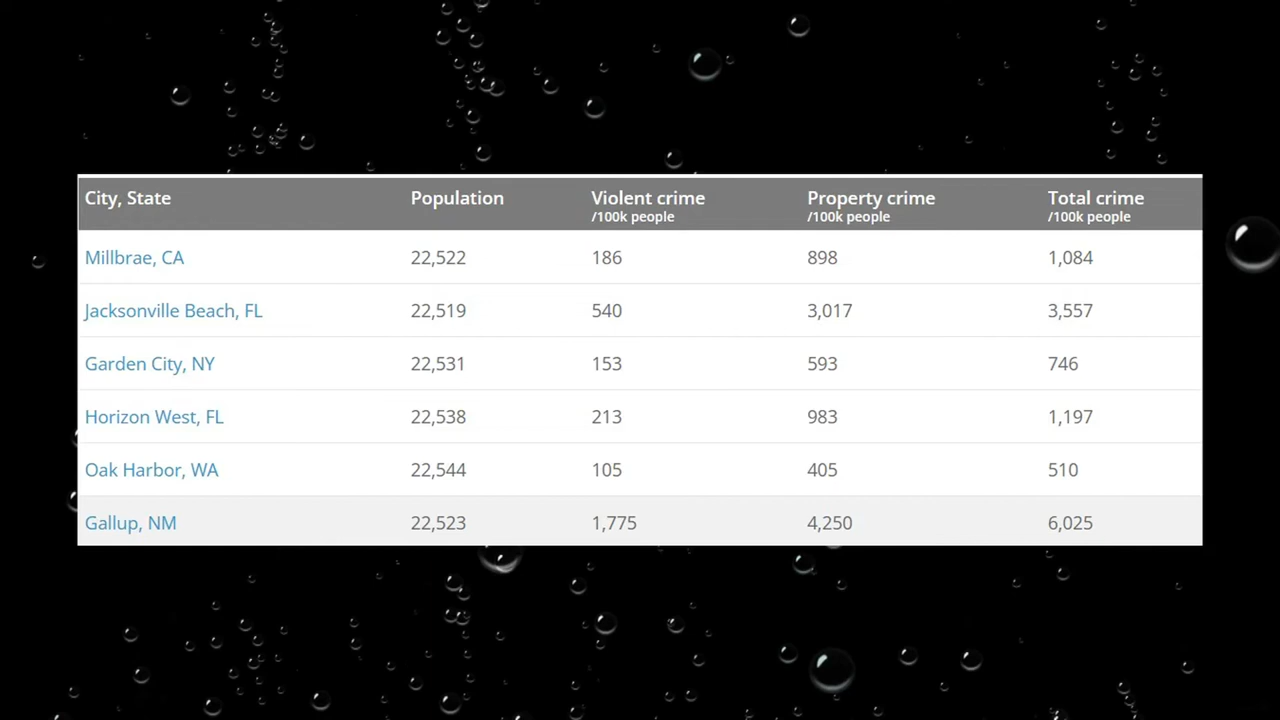 City, State Population Violent crime Property crime Total crime
/100k people /100k people /100k people
Millbrae, CA 22,522 186 898 1,084
Jacksonville Beach, FL 22,519 540 3,017 3,557
Garden City, NY 22,531 153 593 746
Horizon West, FL 22,538 213 983 1,197
Oak Harbor, WA 22,544 105 405 510
Gallup, NM 22,523 1,775 4,250 6,025